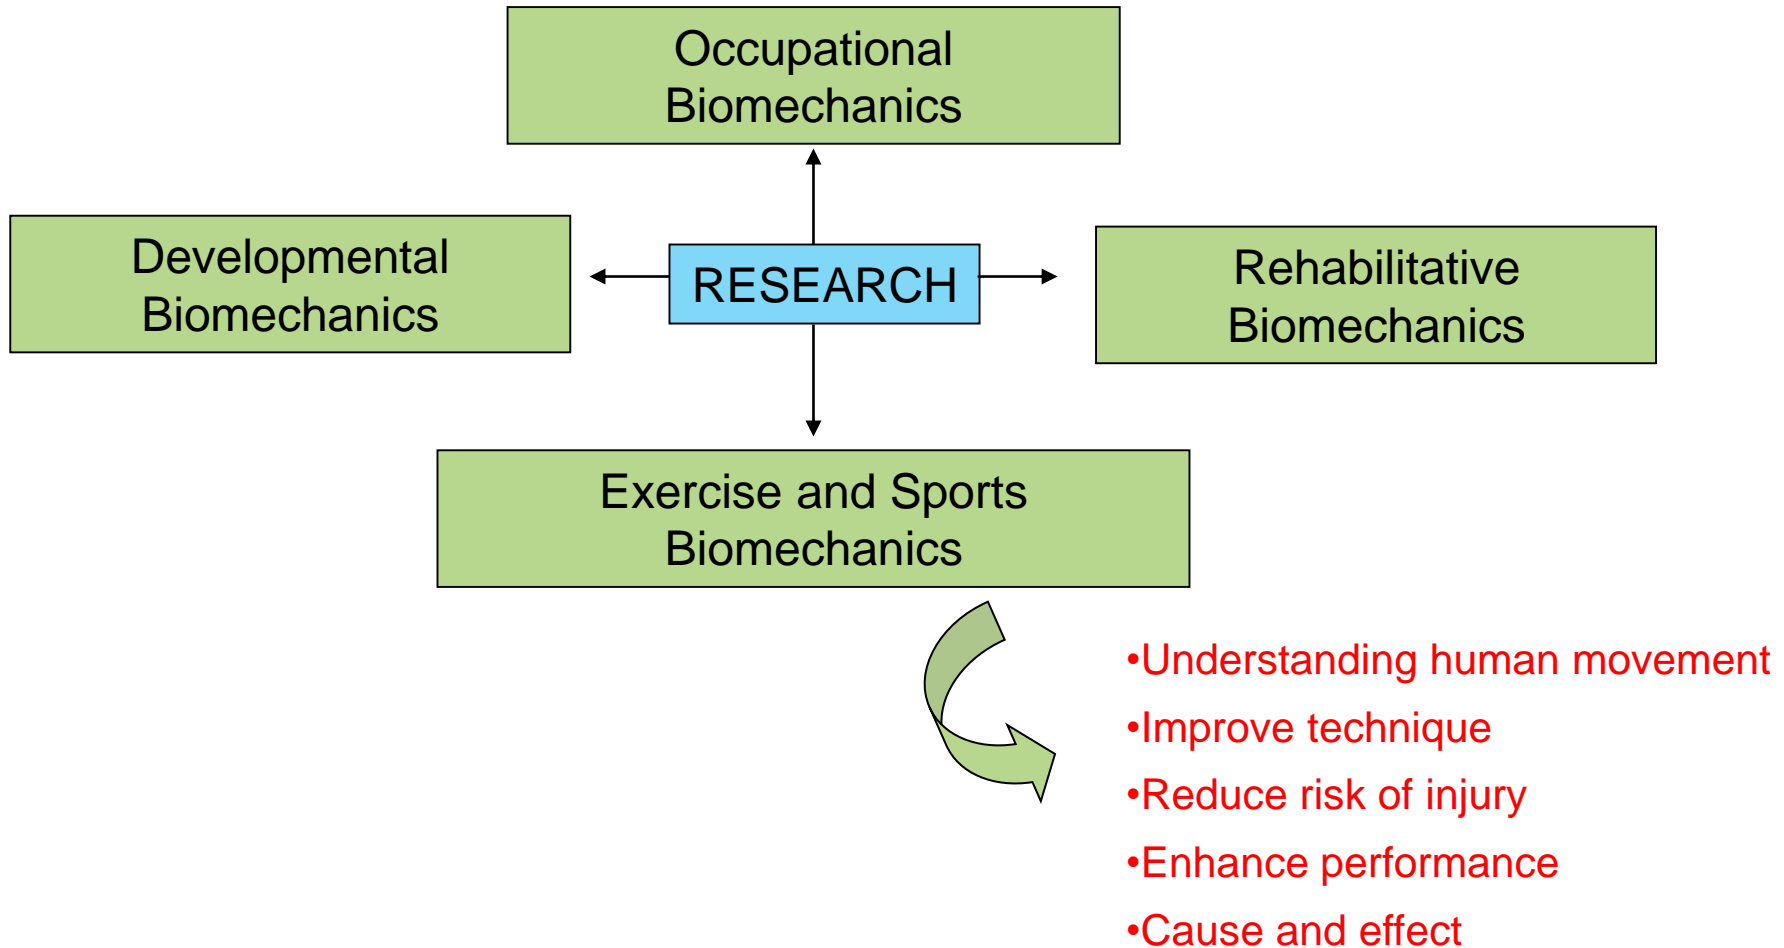 Occupational
Biomechanics
Developmental
Biomechanics
RESEARCH
Rehabilitative
Biomechanics
Exercise and Sports
Biomechanics
•Understanding human movement
•Improve technique
•Reduce risk of injury
•Enhance performance
•Cause and effect